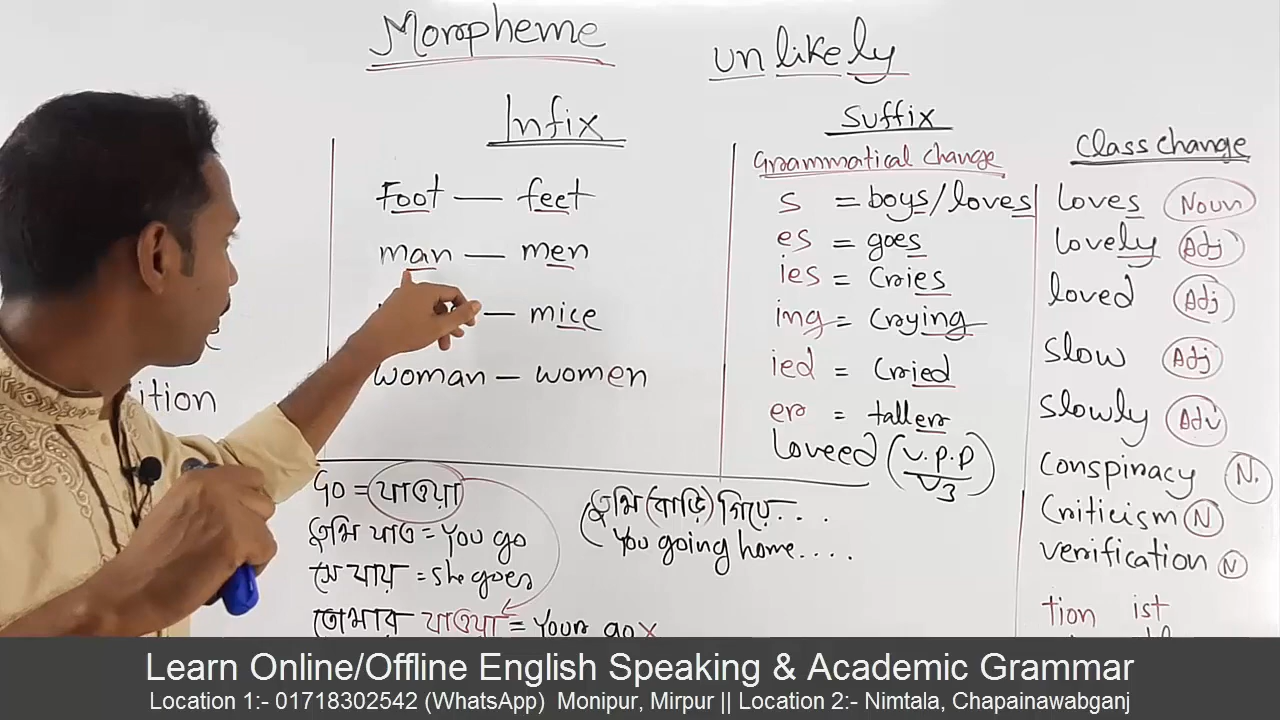 Morpheme
unlikely
Infix
Foot — feet
man — men
— mice
woman — women
ition
Suffix
Grammatical change
s = boys/loves
es = goes
ies = Cries
ing = Crying
ied = Cried
er = taller
Loveed (V.P.P
V3)
Class change
loves Noun
lovely Adj
loved Adj
slow Adj
slowly Adv
conspiracy N.
Criticism N
verification N
tion ist
Go = যাওয়া
তুমি যাও = You go
সে যায় = She goes
তোমার যাওয়া = Your go x
তুমি (বাড়ি) গিয়ে....
You going home....
Learn Online/Offline English Speaking & Academic Grammar
Location 1:- 01718302542 (WhatsApp) Monipur, Mirpur || Location 2:- Nimtala, Chapainawabganj